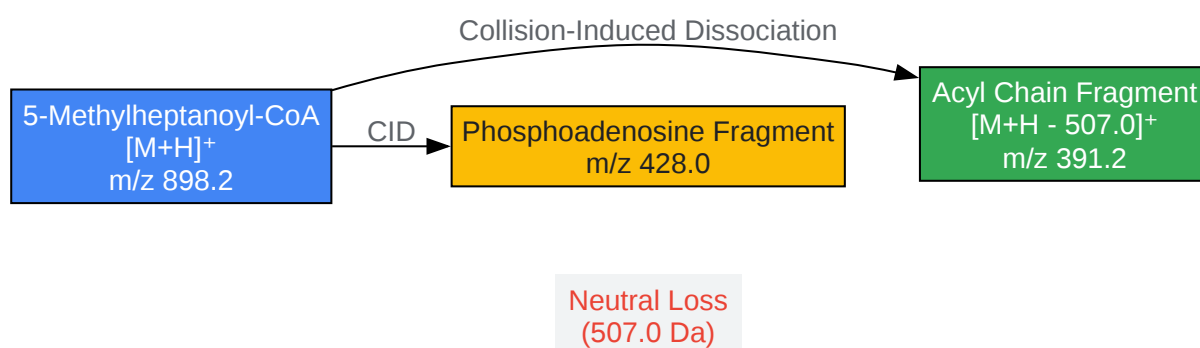 Collision-Induced Dissociation
5-Methylheptanoyl-CoA
[M+H]⁺
m/z 898.2
CID
Phosphoadenosine Fragment
m/z 428.0
Acyl Chain Fragment
[M+H - 507.0]⁺
m/z 391.2
Neutral Loss
(507.0 Da)